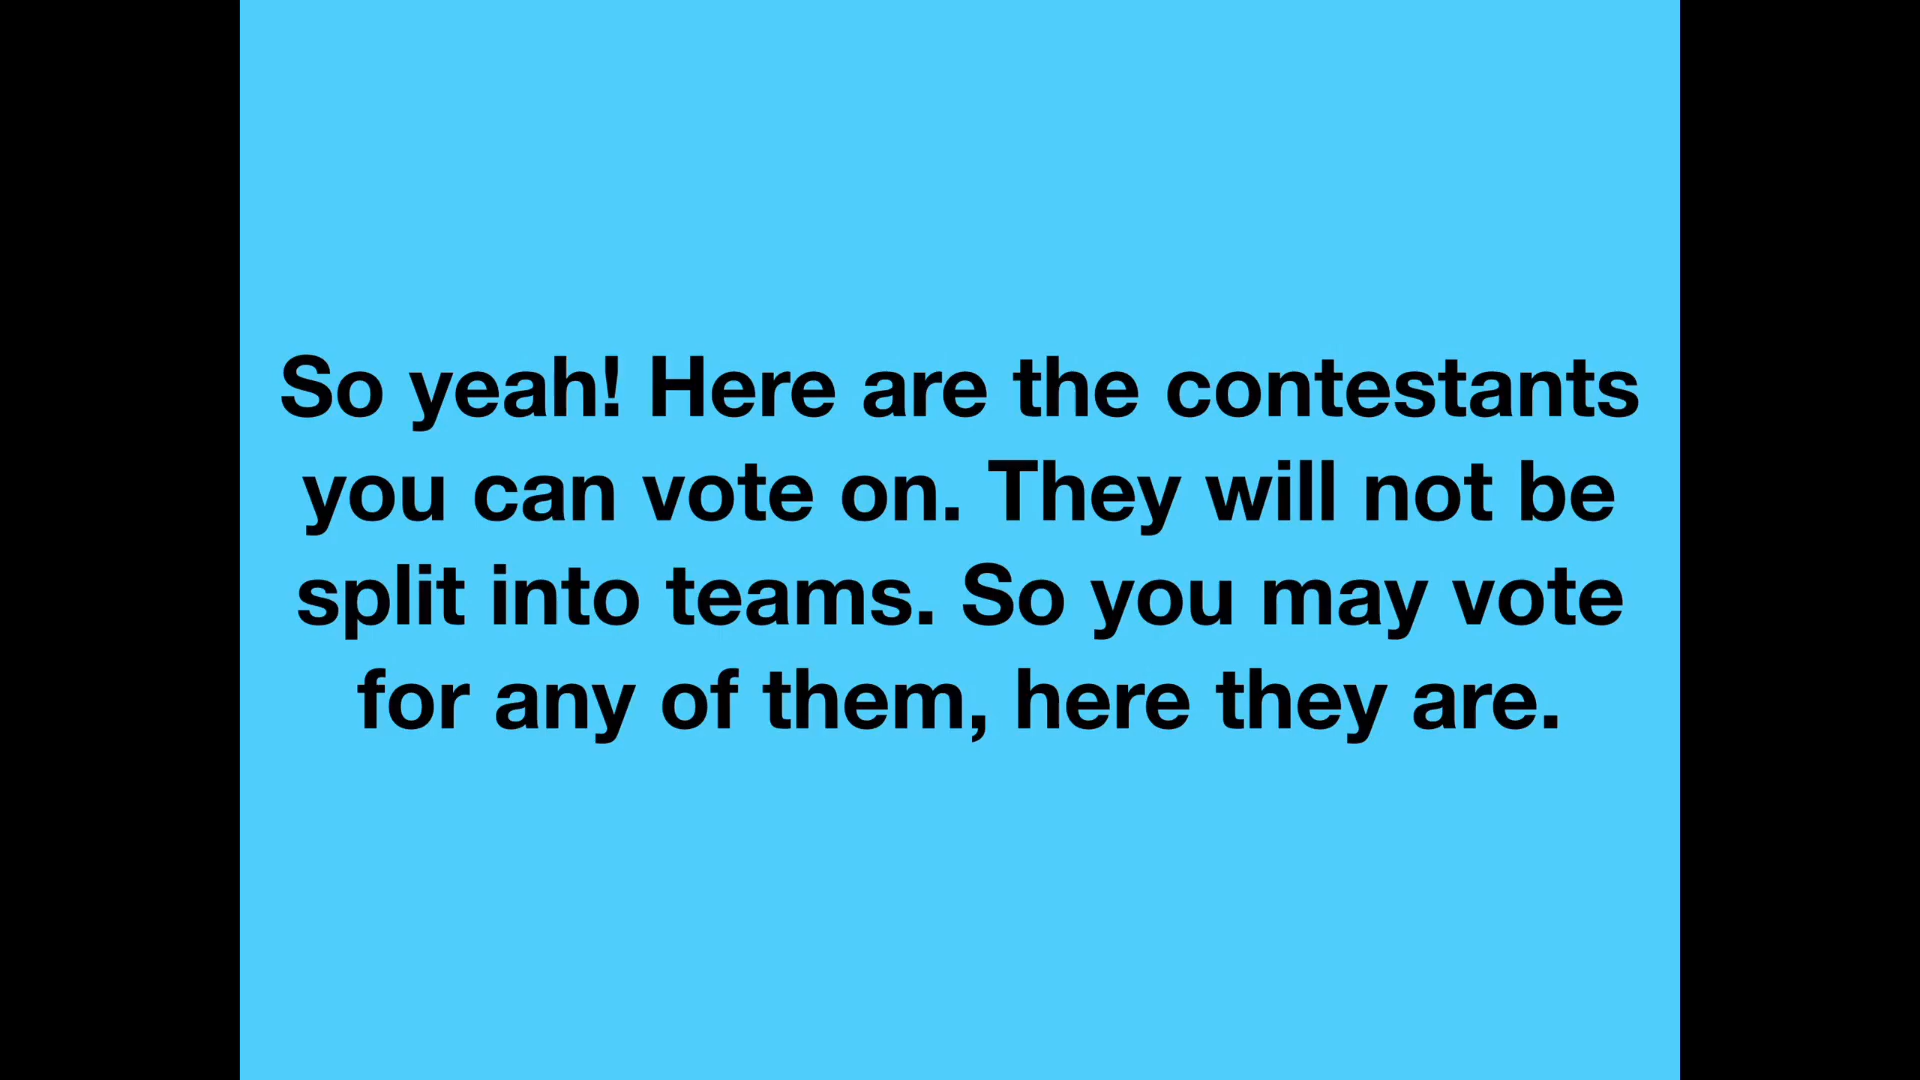 So yeah! Here are the contestants
you can vote on. They will not be
split into teams. So you may vote
for any of them, here they are.